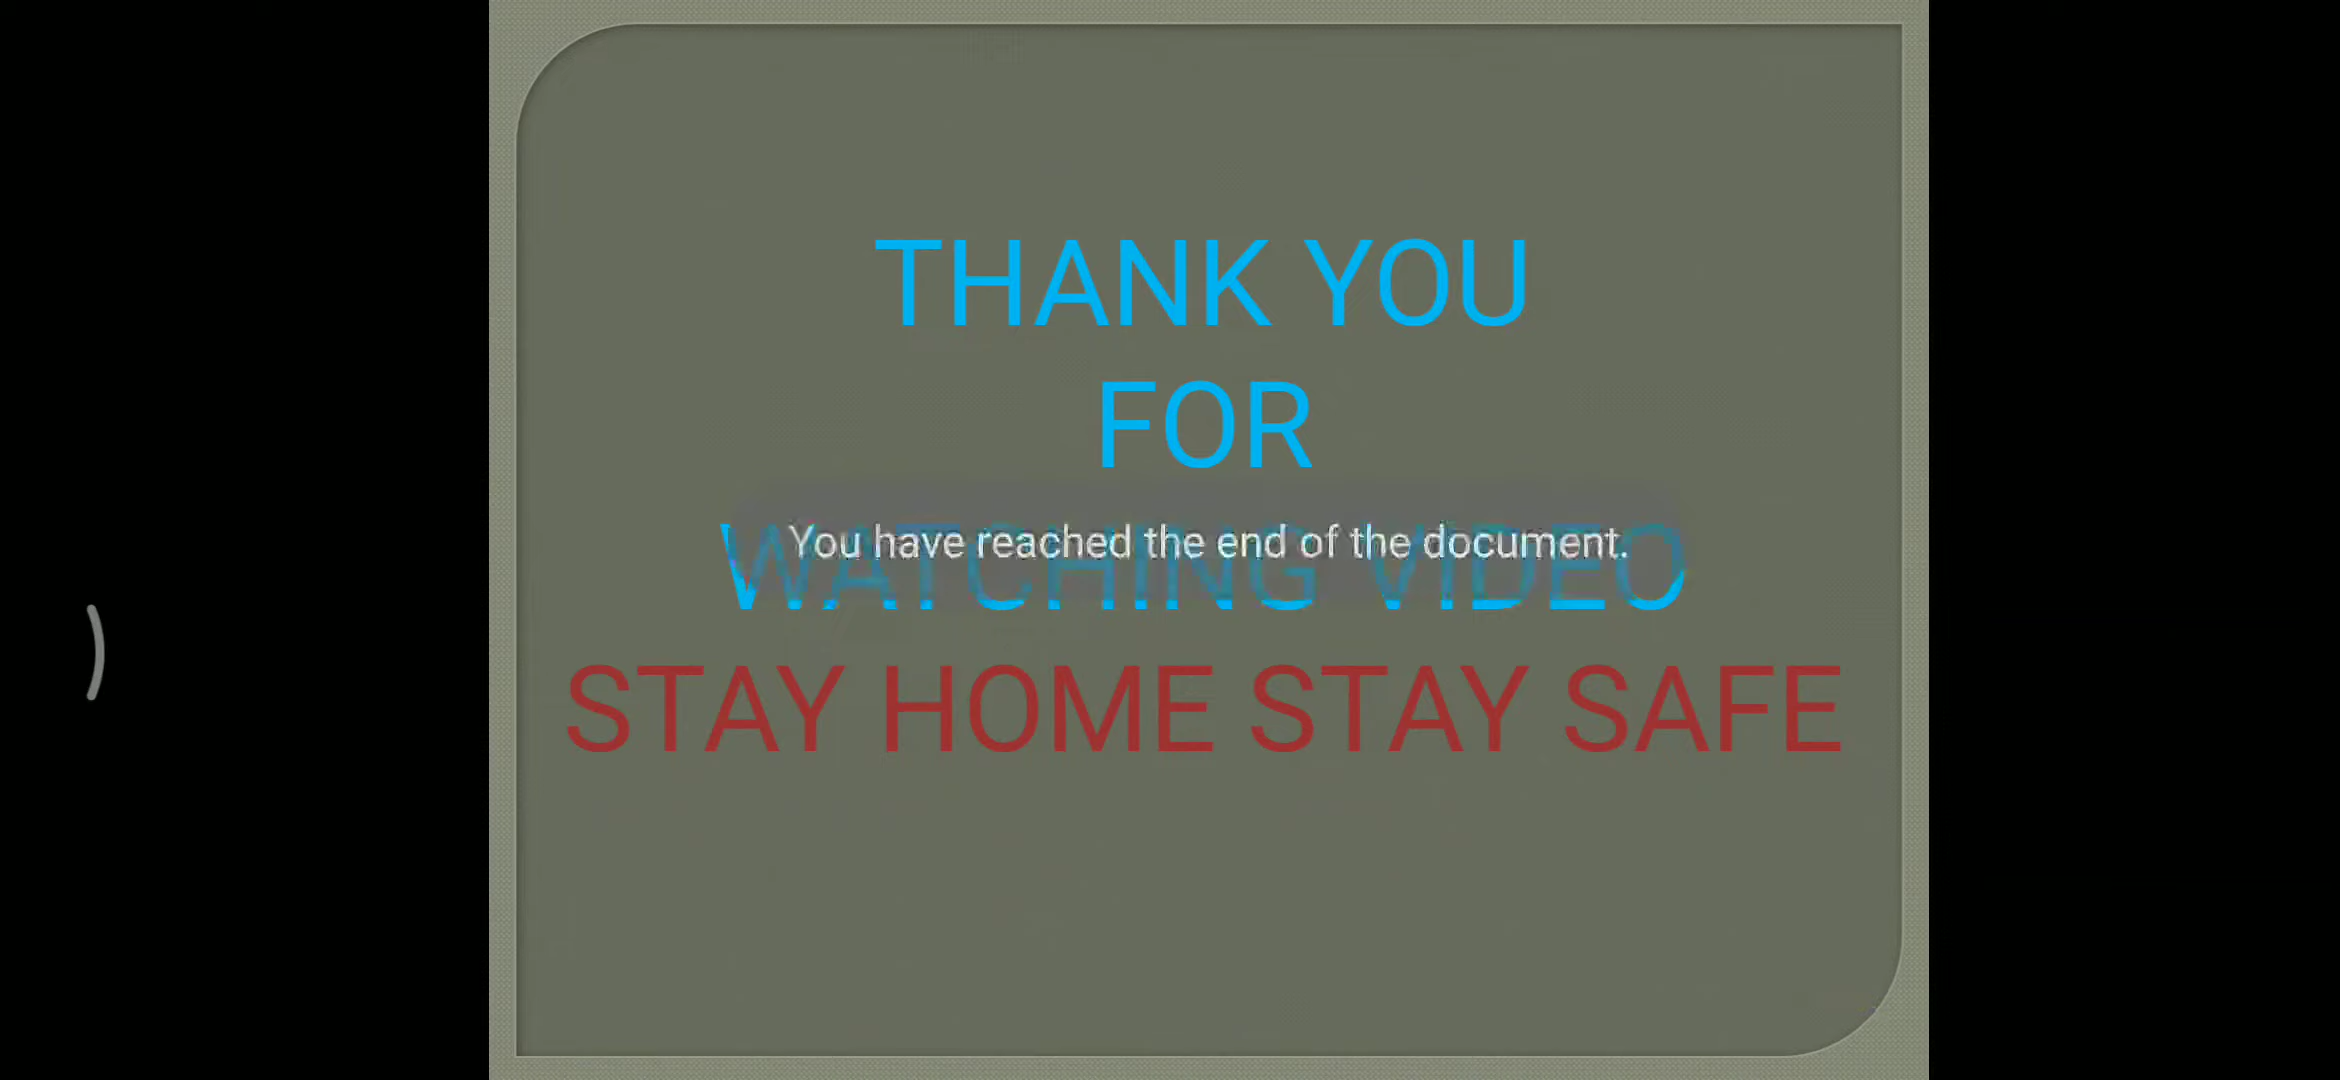 THANK YOU
FOR
WATCHING VIDEO
You have reached the end of the document.
STAY HOME STAY SAFE